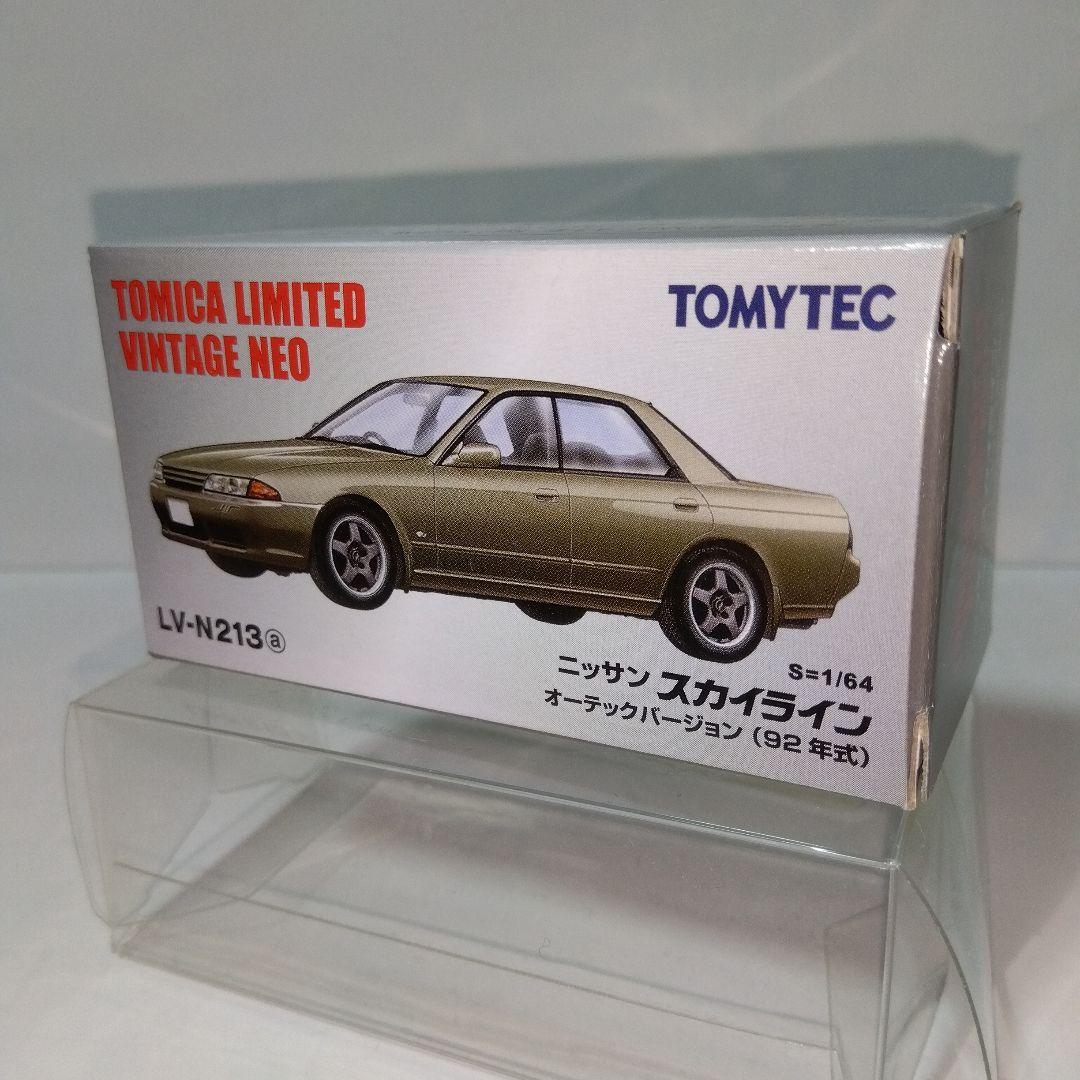 TOMICA LIMITED
VINTAGE NEO
TOMYTEC
LV-N213ⓐ
S=1/64
ニッサン スカイライン
オーテックバージョン (92年式)